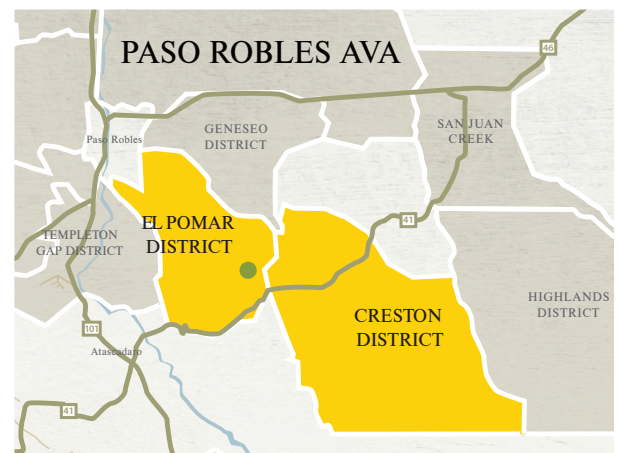 PASO ROBLES AVA
46
GENESEO
DISTRICT
SAN JUAN
CREEK
Paso Robles
EL POMAR
DISTRICT
41
TEMPLETON
GAP DISTRICT
HIGHLANDS
DISTRICT
CRESTON
DISTRICT
101
Atascadaro
41